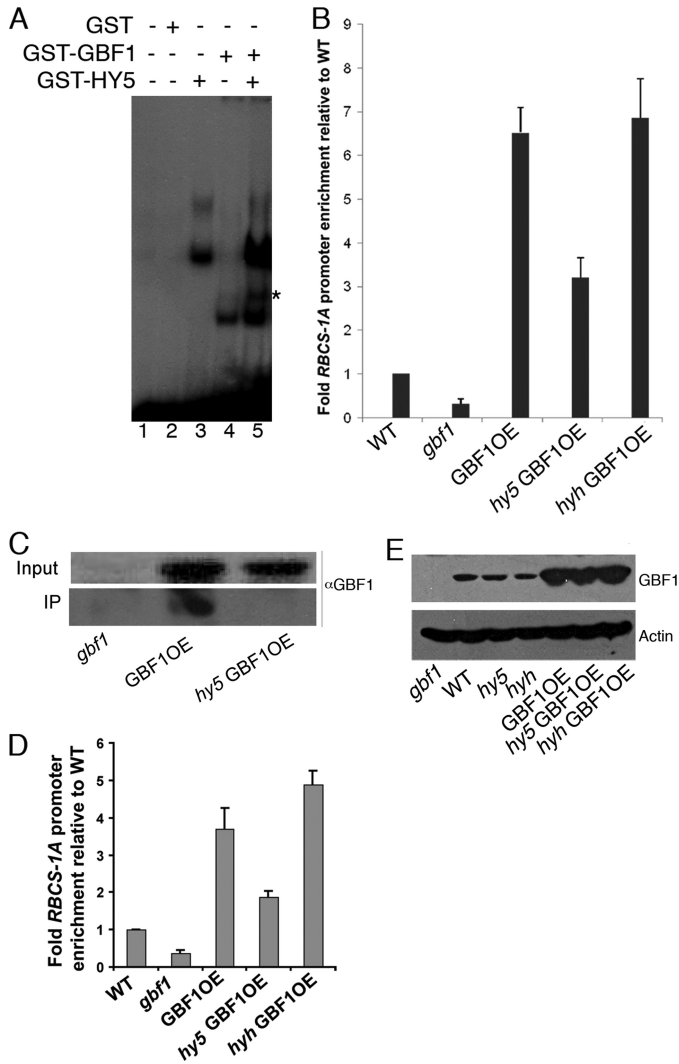 A
GST - + - - -
GST-GBF1 - - - + +
GST-HY5 - - + - +
*
1 2 3 4 5
B
Fold RBCS-1A promoter enrichment relative to WT
9
8
7
6
5
4
3
2
1
0
WT
gbf1
GBF1OE
hy5 GBF1OE
hyh GBF1OE
C
Input
IP
αGBF1
gbf1
GBF1OE
hy5 GBF1OE
E
GBF1
Actin
gbf1
WT
hy5
hyh
GBF1OE
hy5 GBF1OE
hyh GBF1OE
D
Fold RBCS-1A promoter
enrichment relative to WT
6
5
4
3
2
1
0
WT
gbf1
GBF1OE
hy5 GBF1OE
hyh GBF1OE